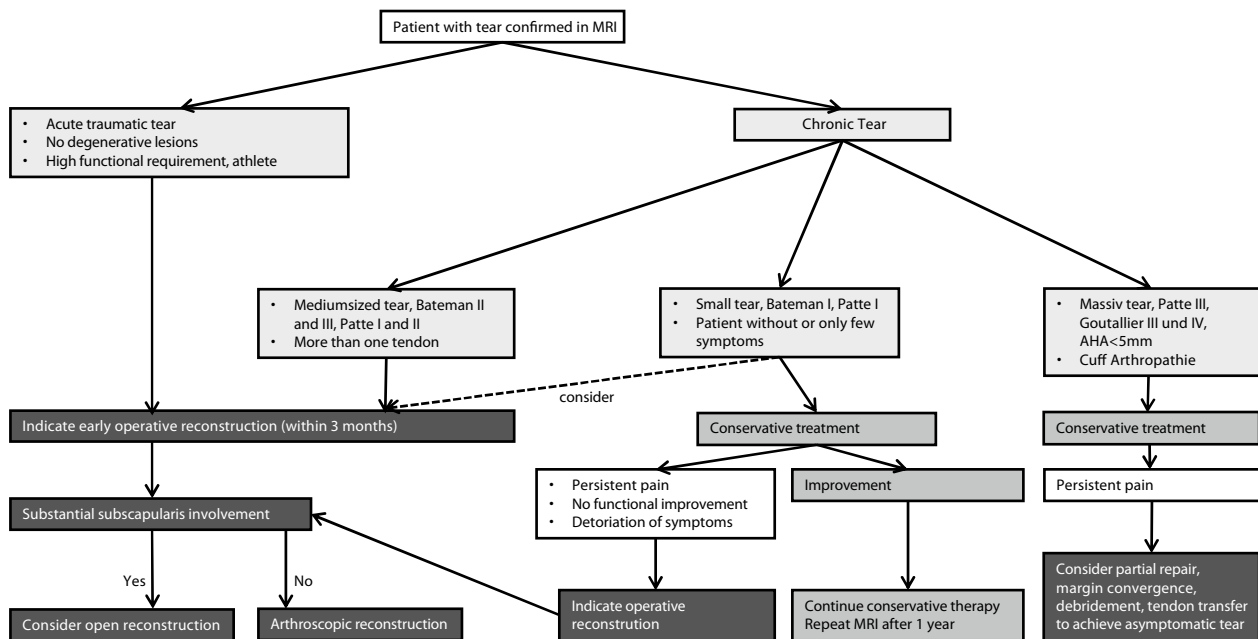 Patient with tear confirmed in MRI
• Acute traumatic tear
• No degenerative lesions
• High functional requirement, athlete
Chronic Tear
• Mediumsized tear, Bateman II
and III, Patte I and II
• More than one tendon
• Small tear, Bateman I, Patte I
• Patient without or only few
symptoms
• Massiv tear, Patte III,
Goutallier III und IV,
AHA<5mm
• Cuff Arthropathie
consider
Indicate early operative reconstruction (within 3 months)
Conservative treatment
Conservative treatment
• Persistent pain
• No functional improvement
• Detoriation of symptoms
Improvement
Persistent pain
Substantial subscapularis involvement
Yes
No
Consider open reconstruction
Arthroscopic reconstruction
Indicate operative
reconstrution
Continue conservative therapy
Repeat MRI after 1 year
Consider partial repair,
margin convergence,
debridement, tendon transfer
to achieve asymptomatic tear